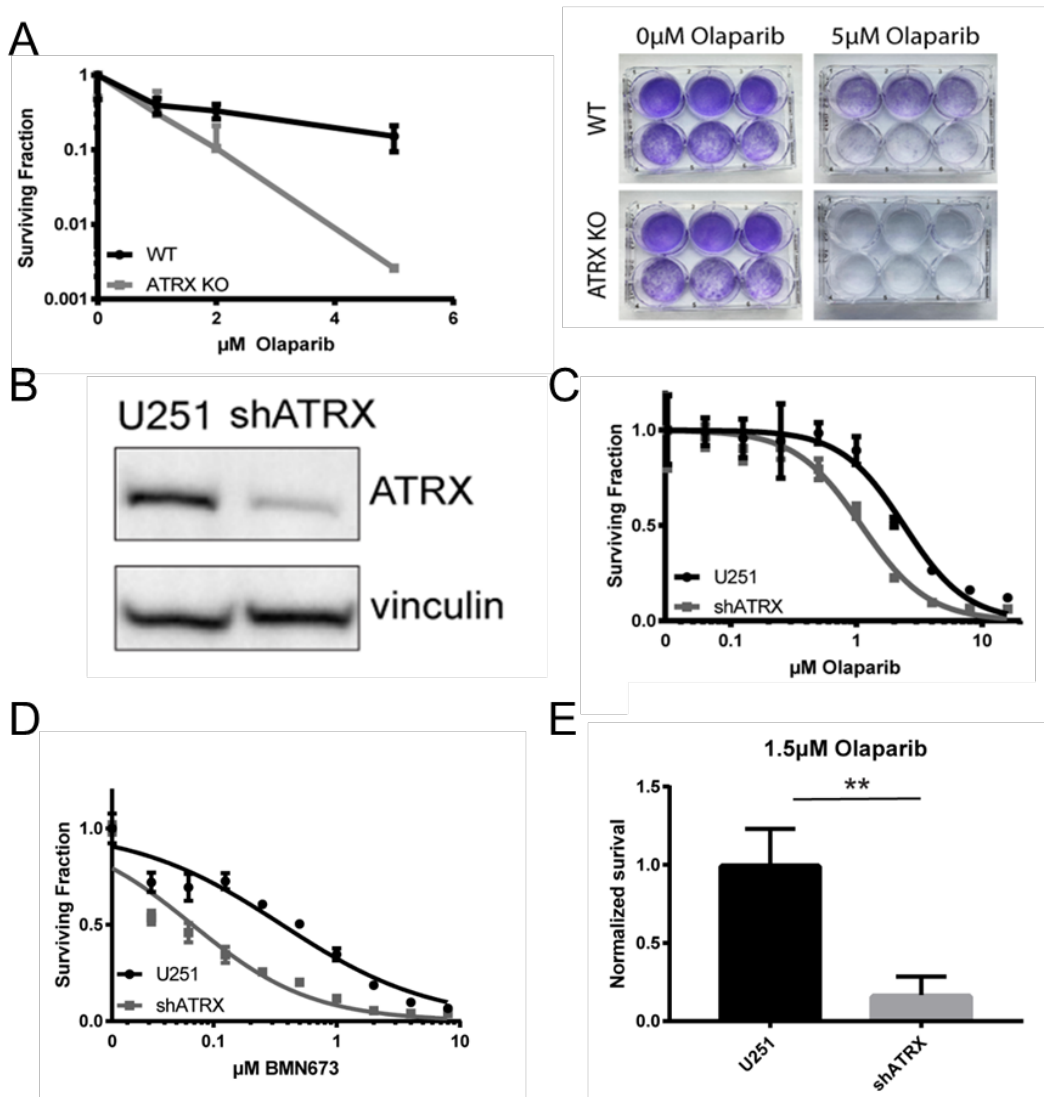 A
1
0.1
0.01
0.001
Surviving Fraction
WT
ATRX KO
0
2
4
6
µM Olaparib
0µM Olaparib
5µM Olaparib
WT
ATRX KO
B
U251 shATRX
ATRX
vinculin
C
1.0
0.5
0.0
Surviving Fraction
U251
shATRX
0
0.1
1
10
µM Olaparib
D
1.0
0.5
0.0
Surviving Fraction
U251
shATRX
0
0.1
1
10
µM BMN673
E
1.5µM Olaparib
**
1.5
1.0
0.5
0.0
Normalized surival
U251
shATRX